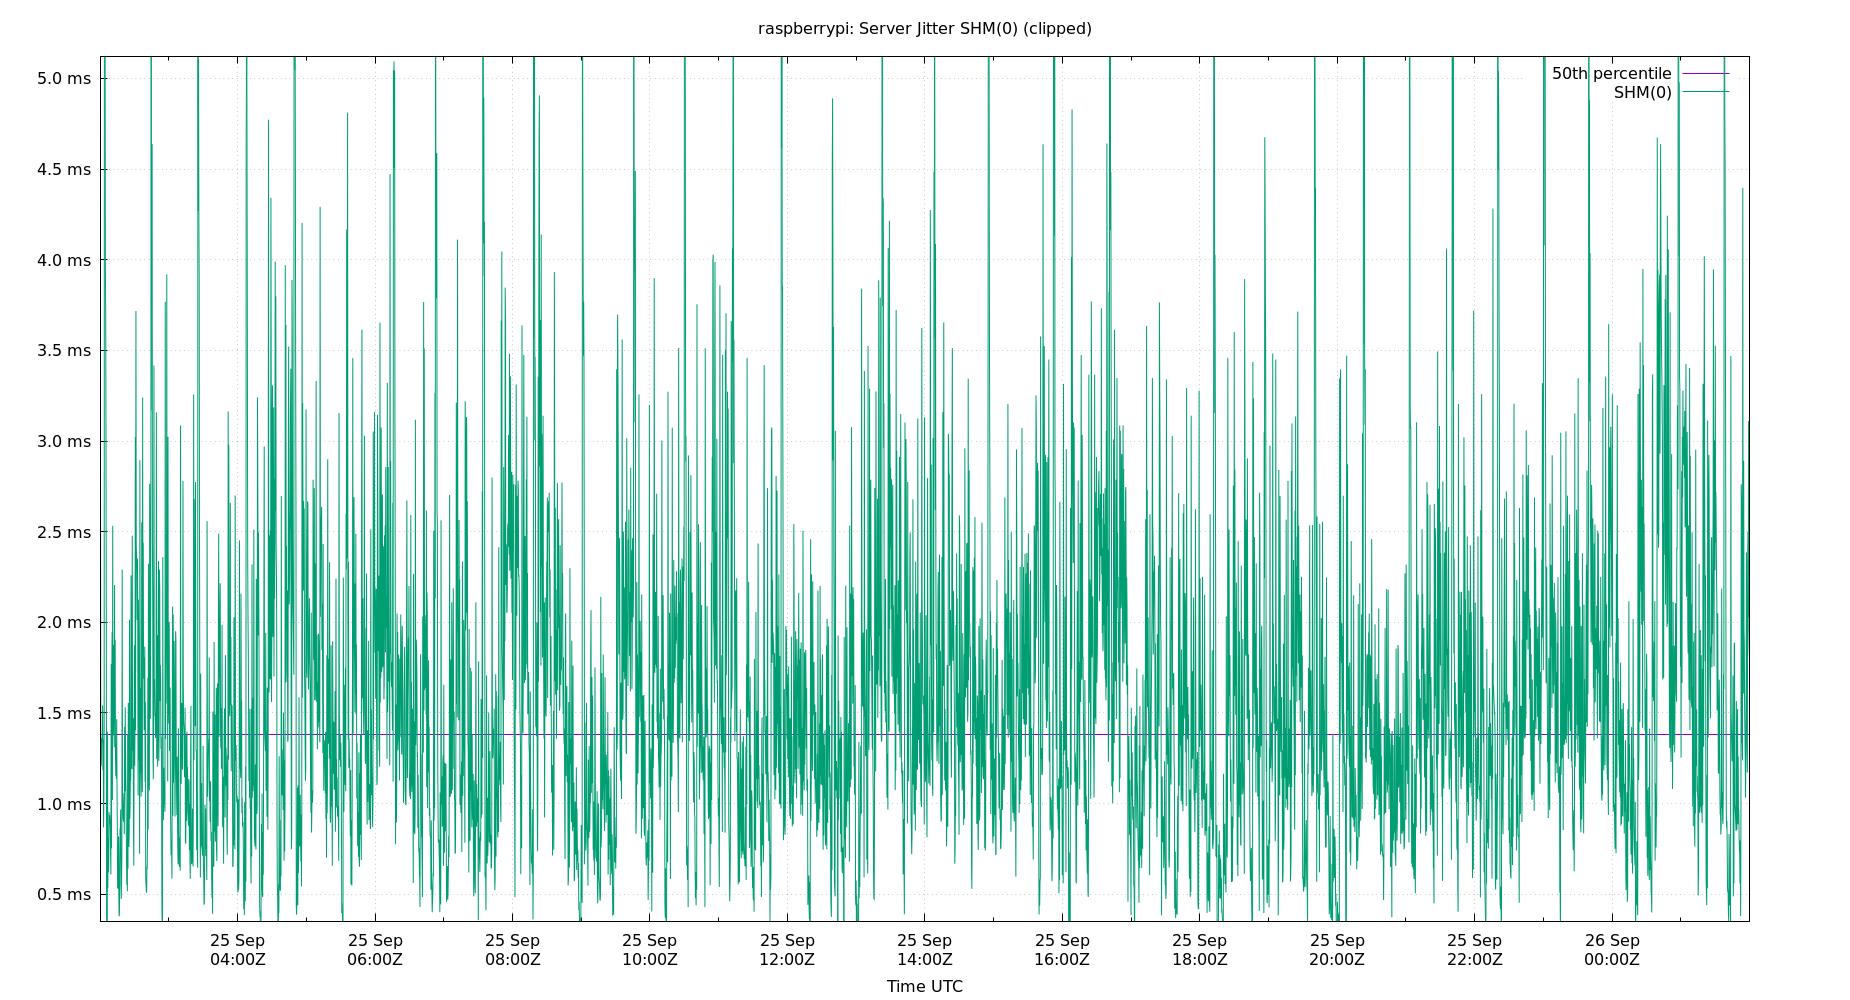 raspberrypi: Server Jitter SHM(0) (clipped)
50th percentile
SHM(0)
5.0 ms
4.5 ms
4.0 ms
3.5 ms
3.0 ms
2.5 ms
2.0 ms
1.5 ms
1.0 ms
0.5 ms
25 Sep 25 Sep 25 Sep 25 Sep 25 Sep 25 Sep 25 Sep 25 Sep 25 Sep 25 Sep 26 Sep
04:00Z 06:00Z 08:00Z 10:00Z 12:00Z 14:00Z 16:00Z 18:00Z 20:00Z 22:00Z 00:00Z
Time UTC